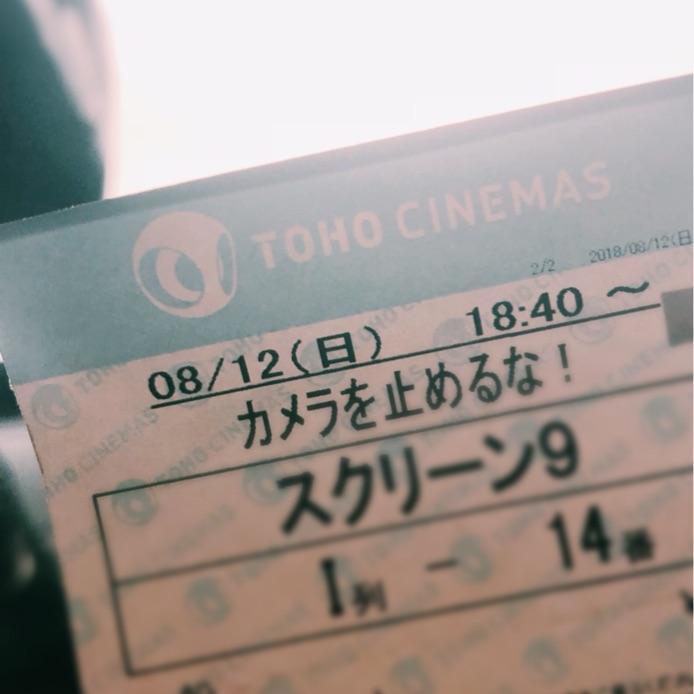 TOHO CINEMAS
2/2 2018/08/12(日
08/12(日) 18:40 ～
カメラを止めるな！
スクリーン9
I列 － 14番